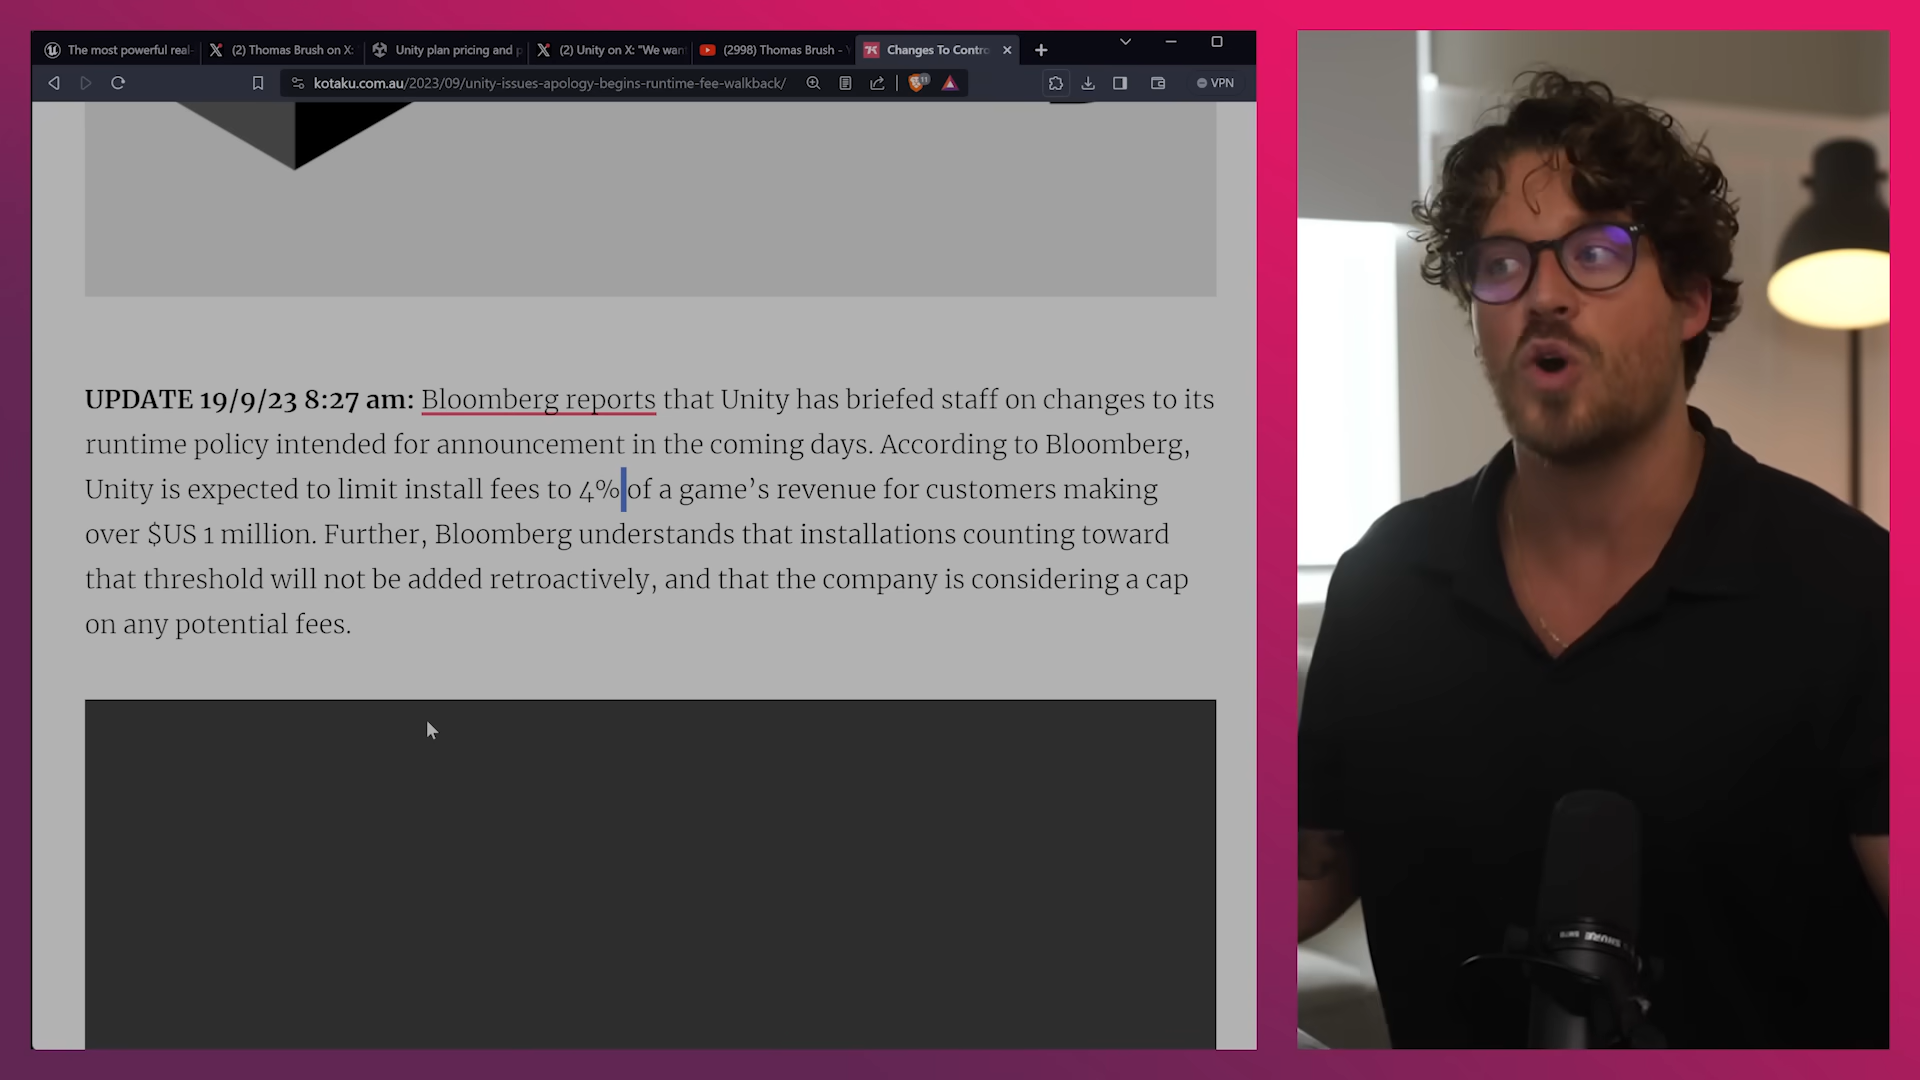 The most powerful real-
(2) Thomas Brush on X:
Unity plan pricing and p
(2) Unity on X: "We wan
(2998) Thomas Brush - Y
Changes To Contro
kotaku.com.au/2023/09/unity-issues-apology-begins-runtime-fee-walkback/
11
VPN
UPDATE 19/9/23 8:27 am: Bloomberg reports that Unity has briefed staff on changes to its
runtime policy intended for announcement in the coming days. According to Bloomberg,
Unity is expected to limit install fees to 4% of a game’s revenue for customers making
over $US 1 million. Further, Bloomberg understands that installations counting toward
that threshold will not be added retroactively, and that the company is considering a cap
on any potential fees.
SHURE